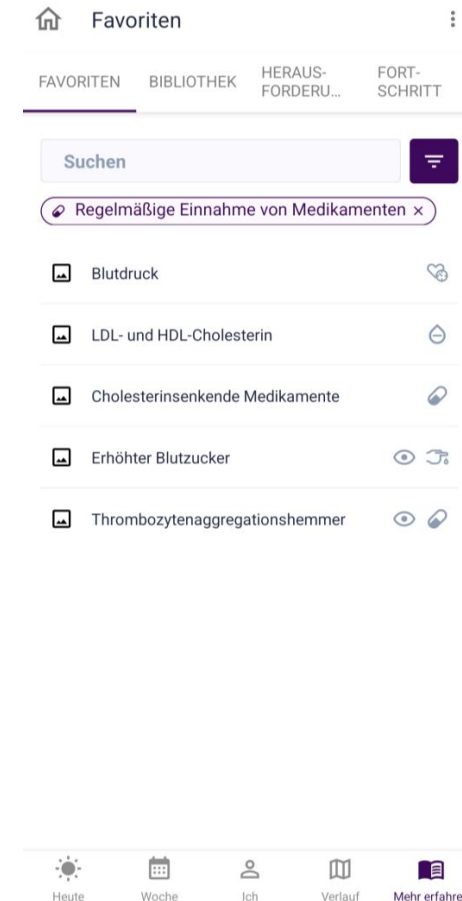 Favoriten
FAVORITEN
BIBLIOTHEK
HERAUS-
FORDERU...
FORT-
SCHRITT
Suchen
Regelmäßige Einnahme von Medikamenten ×
Blutdruck
LDL- und HDL-Cholesterin
Cholesterinsenkende Medikamente
Erhöhter Blutzucker
Thrombozytenaggregationshemmer
Heute
Woche
Ich
Verlauf
Mehr erfahre